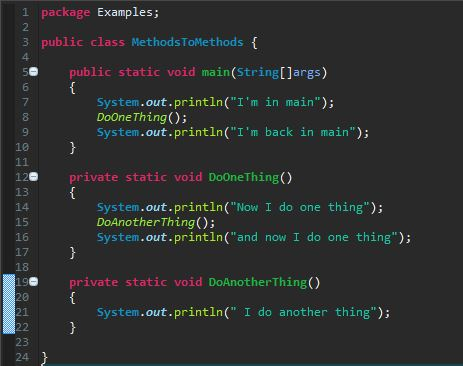 1 package Examples;
2
3 public class MethodsToMethods {
4
5 public static void main(String[]args)
6 {
7 System.out.println("I'm in main");
8 DoOneThing();
9 System.out.println("I'm back in main");
10 }
11
12 private static void DoOneThing()
13 {
14 System.out.println("Now I do one thing");
15 DoAnotherThing();
16 System.out.println("and now I do one thing");
17 }
18
19 private static void DoAnotherThing()
20 {
21 System.out.println(" I do another thing");
22 }
23
24 }